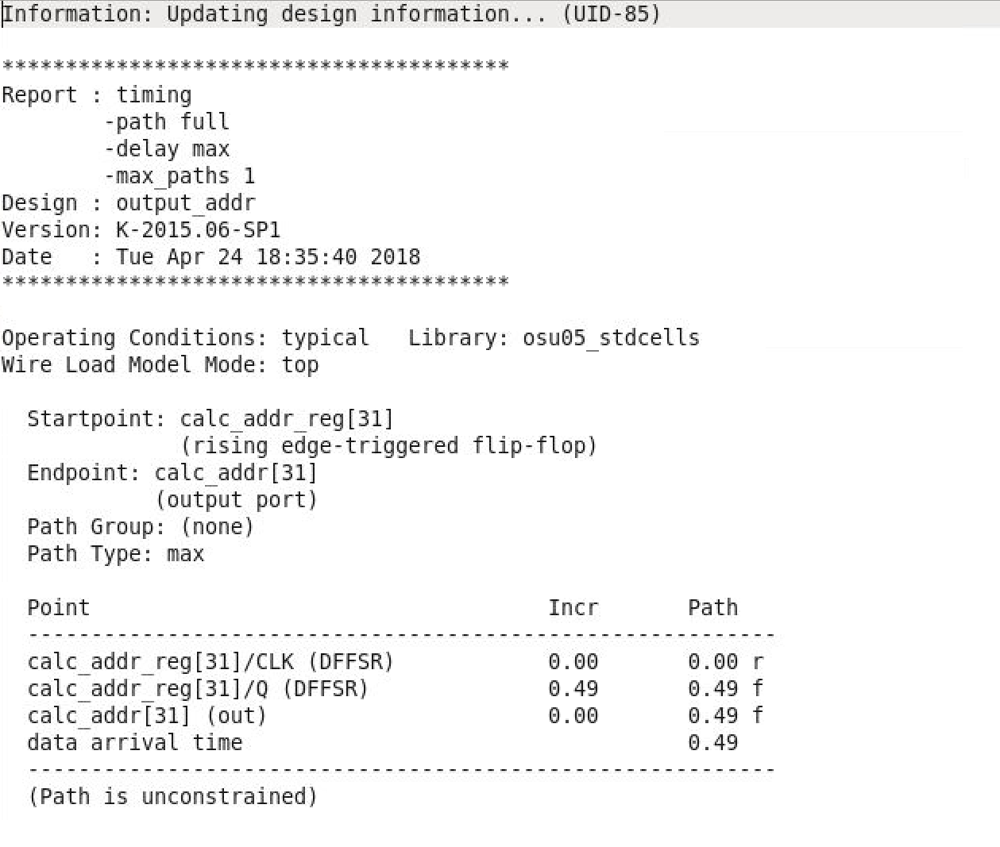 Information: Updating design information... (UID-85)
****************************************
Report : timing
        -path full
        -delay max
        -max_paths 1
Design : output_addr
Version: K-2015.06-SP1
Date   : Tue Apr 24 18:35:40 2018
****************************************
Operating Conditions: typical   Library: osu05_stdcells
Wire Load Model Mode: top
  Startpoint: calc_addr_reg[31]
              (rising edge-triggered flip-flop)
  Endpoint: calc_addr[31]
            (output port)
  Path Group: (none)
  Path Type: max
  Point                                    Incr       Path
  -----------------------------------------------------------
  calc_addr_reg[31]/CLK (DFFSR)            0.00       0.00 r
  calc_addr_reg[31]/Q (DFFSR)              0.49       0.49 f
  calc_addr[31] (out)                      0.00       0.49 f
  data arrival time                                   0.49
  -----------------------------------------------------------
  (Path is unconstrained)